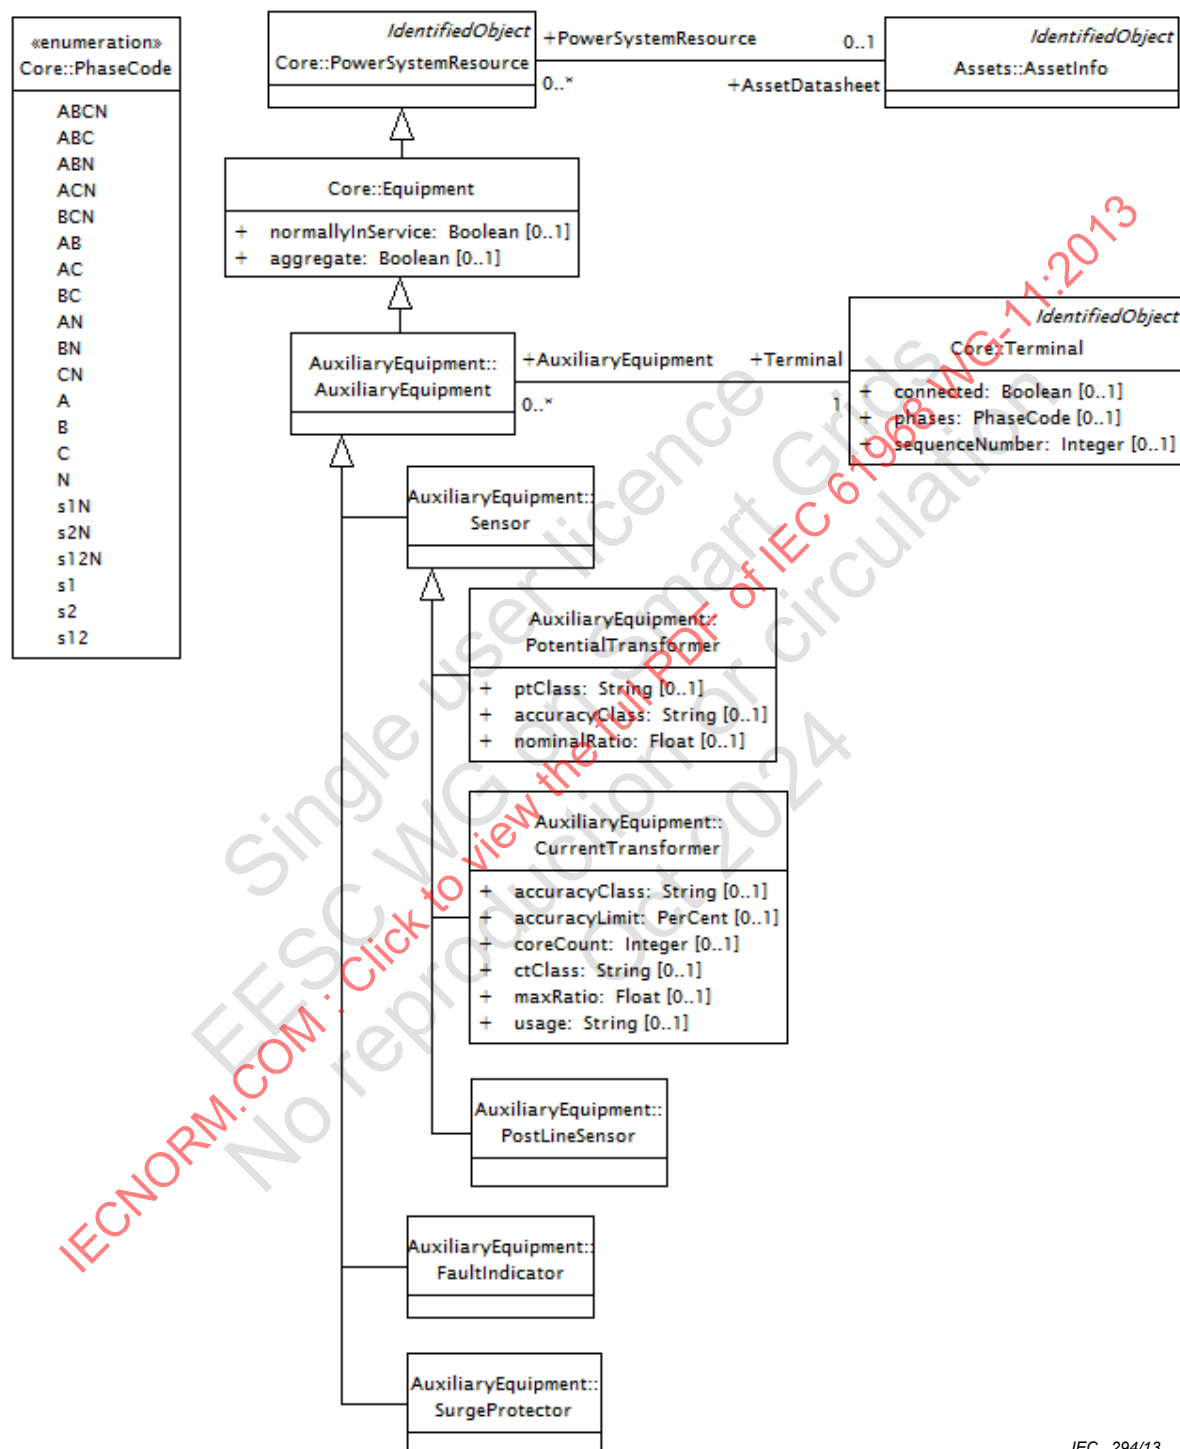 «enumeration»
Core::PhaseCode
ABCN
ABC
ABN
ACN
BCN
AB
AC
BC
AN
BN
CN
A
B
C
N
s1N
s2N
s12N
s1
s2
s12
IdentifiedObject
Core::PowerSystemResource
+PowerSystemResource
0..1
0..*
+AssetDatasheet
IdentifiedObject
Assets::AssetInfo
Core::Equipment
+ normallyInService: Boolean [0..1]
+ aggregate: Boolean [0..1]
AuxiliaryEquipment::
AuxiliaryEquipment
+AuxiliaryEquipment
+Terminal
0..*
1
IdentifiedObject
Core::Terminal
+ connected: Boolean [0..1]
+ phases: PhaseCode [0..1]
+ sequenceNumber: Integer [0..1]
AuxiliaryEquipment::
Sensor
AuxiliaryEquipment::
PotentialTransformer
+ ptClass: String [0..1]
+ accuracyClass: String [0..1]
+ nominalRatio: Float [0..1]
AuxiliaryEquipment::
CurrentTransformer
+ accuracyClass: String [0..1]
+ accuracyLimit: PerCent [0..1]
+ coreCount: Integer [0..1]
+ ctClass: String [0..1]
+ maxRatio: Float [0..1]
+ usage: String [0..1]
AuxiliaryEquipment::
PostLineSensor
AuxiliaryEquipment::
FaultIndicator
AuxiliaryEquipment::
SurgeProtector
Single user licence
EESC WG on Smart Grids
No reproduction or circulation
Oct 2024
IECNORM.COM : Click to view the full PDF of IEC 61968 WG-11:2013
IEC 294/13